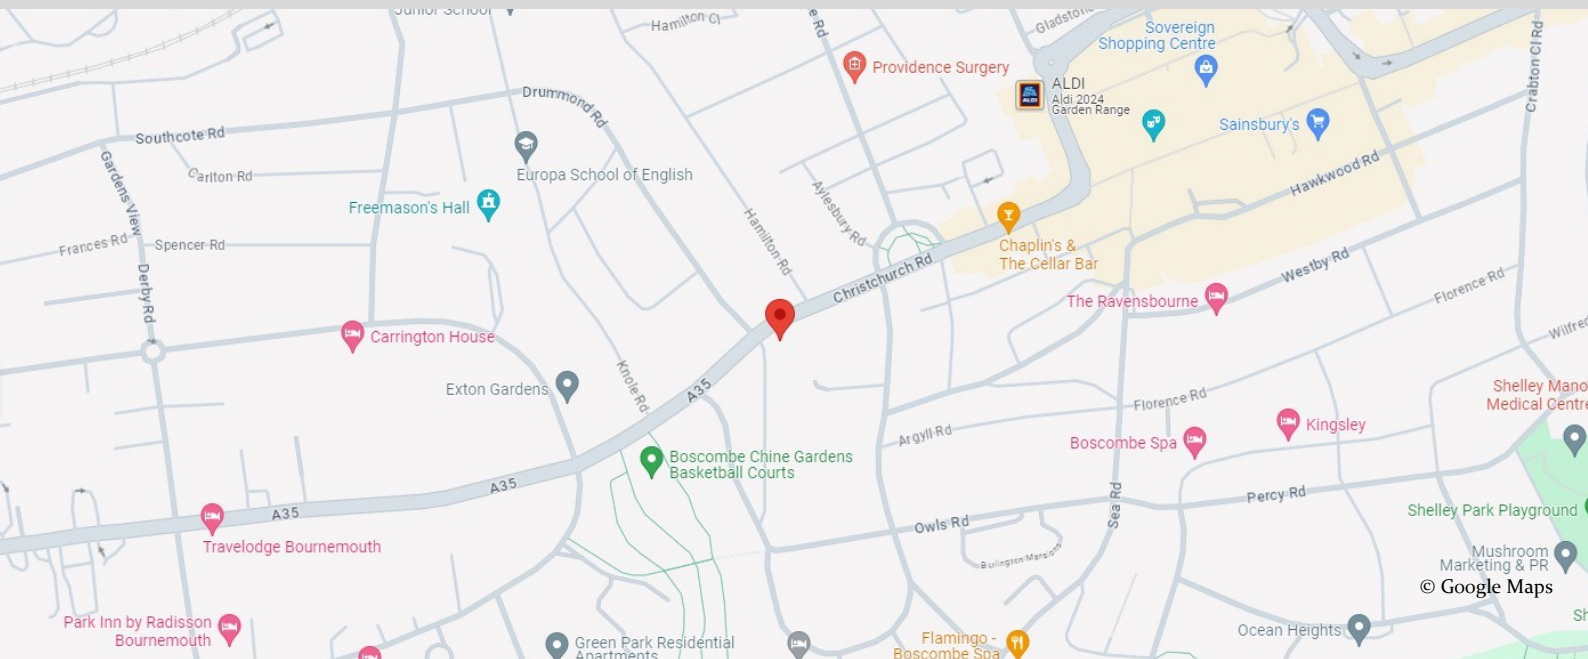 Junior School
Hamilton Cl
e Rd
Gladstone
Sovereign
Shopping Centre
Crabton Cl Rd
Providence Surgery
ALDI
Aldi 2024
Garden Range
Sainsbury's
Drummond Rd
Southcote Rd
Gardens View
Carlton Rd
Europa School of English
Freemason's Hall
Hawkwood Rd
Aylesbury Rd
Hamilton Rd
Frances Rd
Spencer Rd
Derby Rd
Chaplin's &
The Cellar Bar
Christchurch Rd
Westby Rd
Florence Rd
The Ravensbourne
Wilfred
Carrington House
Exton Gardens
Knole Rd
A35
Shelley Mano
Medical Centre
Florence Rd
Argyll Rd
Kingsley
Boscombe Spa
Boscombe Chine Gardens
Basketball Courts
A35
A35
Sea Rd
Percy Rd
Shelley Park Playground
Owls Rd
Travelodge Bournemouth
Burlington Mansions
Mushroom
Marketing & PR
© Google Maps
Park Inn by Radisson
Bournemouth
Green Park Residential
Apartments
Flamingo -
Boscombe Spa
Ocean Heights
Sh